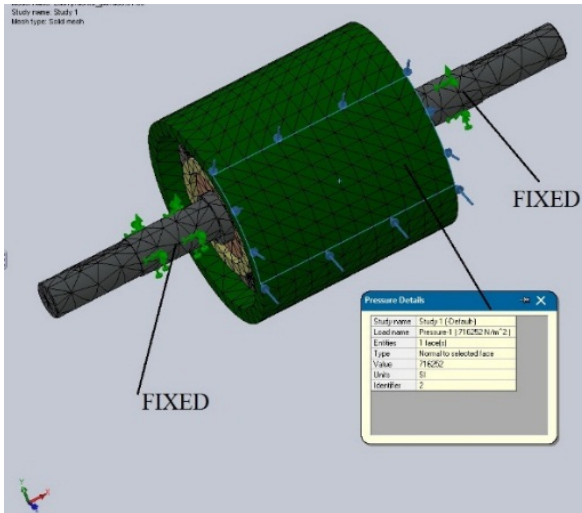 Study name: Study 1
Mesh type: Solid mesh
FIXED
FIXED
Pressure Details
Study name Study 1 (-Default-)
Load name Pressure-1 (:716252 N/m^2:)
Entities 1 face(s)
Type Normal to selected face
Value 716252
Units SI
Identifier 2